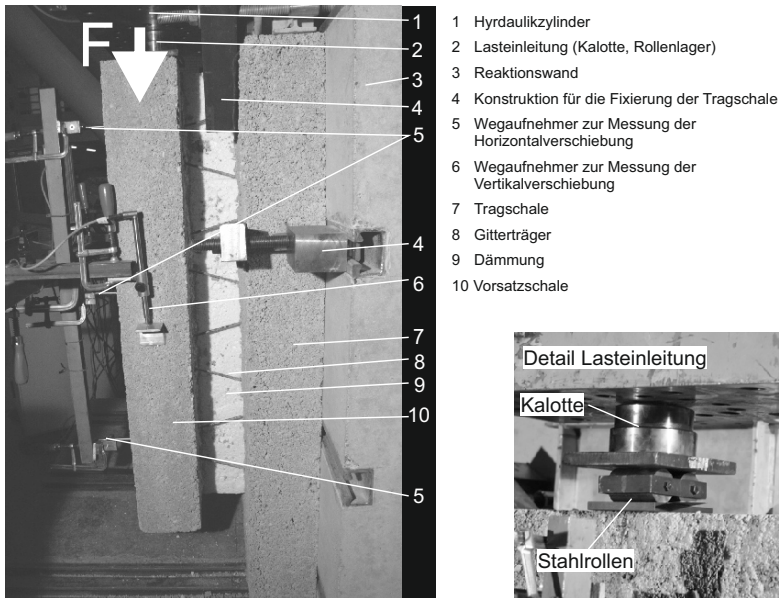 F
1
2
3
4
5
4
6
7
8
9
10
5
1 Hyrdaulikzylinder
2 Lasteinleitung (Kalotte, Rollenlager)
3 Reaktionswand
4 Konstruktion für die Fixierung der Tragschale
5 Wegaufnehmer zur Messung der
Horizontalverschiebung
6 Wegaufnehmer zur Messung der
Vertikalverschiebung
7 Tragschale
8 Gitterträger
9 Dämmung
10 Vorsatzschale
Detail Lasteinleitung
Kalotte
Stahlrollen